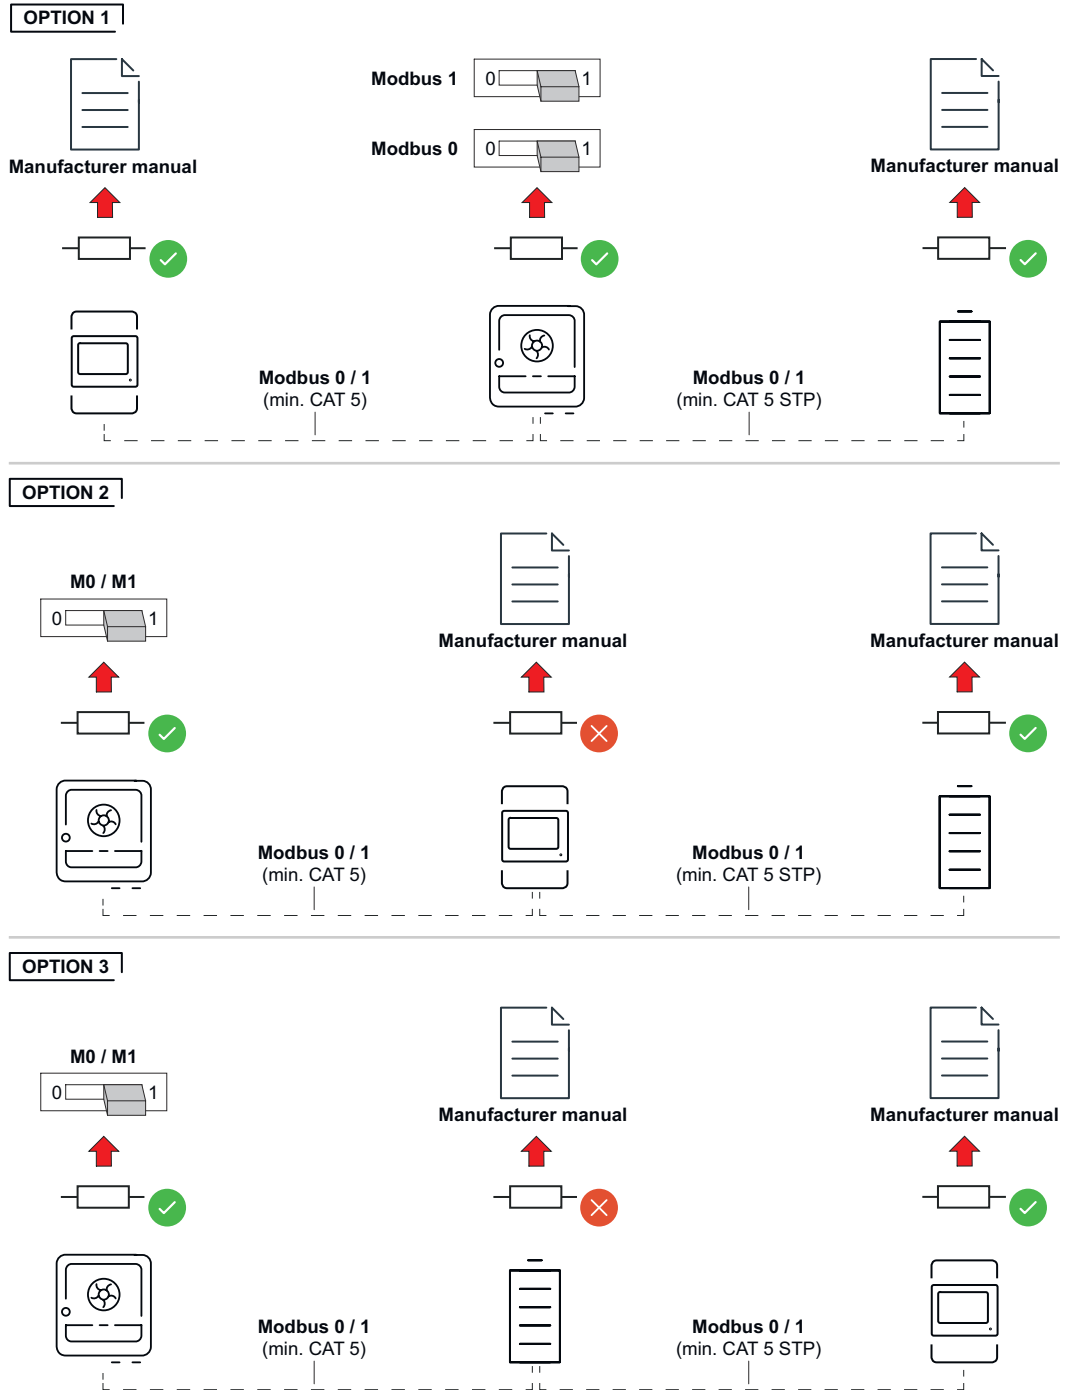 OPTION 1
Modbus 1 0 1
Modbus 0 0 1
Manufacturer manual
Manufacturer manual
Modbus 0 / 1
(min. CAT 5)
Modbus 0 / 1
(min. CAT 5 STP)
OPTION 2
M0 / M1
0 1
Manufacturer manual
Manufacturer manual
Modbus 0 / 1
(min. CAT 5)
Modbus 0 / 1
(min. CAT 5 STP)
OPTION 3
M0 / M1
0 1
Manufacturer manual
Manufacturer manual
Modbus 0 / 1
(min. CAT 5)
Modbus 0 / 1
(min. CAT 5 STP)